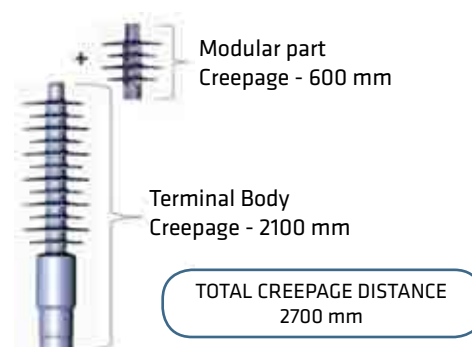 +
Modular part
Creepage - 600 mm
Terminal Body
Creepage - 2100 mm
TOTAL CREEPAGE DISTANCE
2700 mm